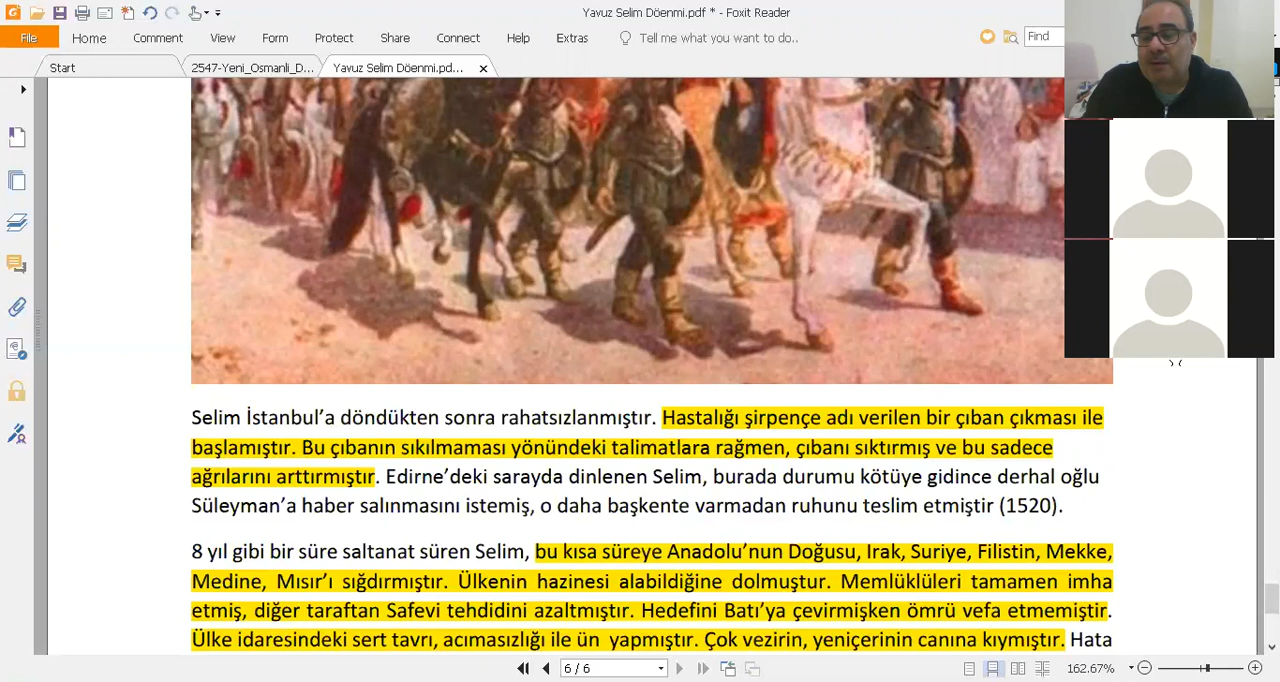 Yavuz Selim Döenmi.pdf * - Foxit Reader
File Home Comment View Form Protect Share Connect Help Extras Tell me what you want to do.. Find
Start 2547-Yeni_Osmanli_D... Yavuz Selim Döenmi.pd...
Selim İstanbul’a döndükten sonra rahatsızlanmıştır. Hastalığı şirpençe adı verilen bir çıban çıkması ile
başlamıştır. Bu çıbanın sıkılmaması yönündeki talimatlara rağmen, çıbanı sıktırmış ve bu sadece
ağrılarını arttırmıştır. Edirne’deki sarayda dinlenen Selim, burada durumu kötüye gidince derhal oğlu
Süleyman’a haber salınmasını istemiş, o daha başkente varmadan ruhunu teslim etmiştir (1520).
8 yıl gibi bir süre saltanat süren Selim, bu kısa süreye Anadolu’nun Doğusu, Irak, Suriye, Filistin, Mekke,
Medine, Mısır’ı sığdırmıştır. Ülkenin hazinesi alabildiğine dolmuştur. Memlüklüleri tamamen imha
etmiş, diğer taraftan Safevi tehdidini azaltmıştır. Hedefini Batı’ya çevirmişken ömrü vefa etmemiştir.
Ülke idaresindeki sert tavrı, acımasızlığı ile ün yapmıştır. Çok vezirin, yeniçerinin canına kıymıştır. Hata
6 / 6 162.67%